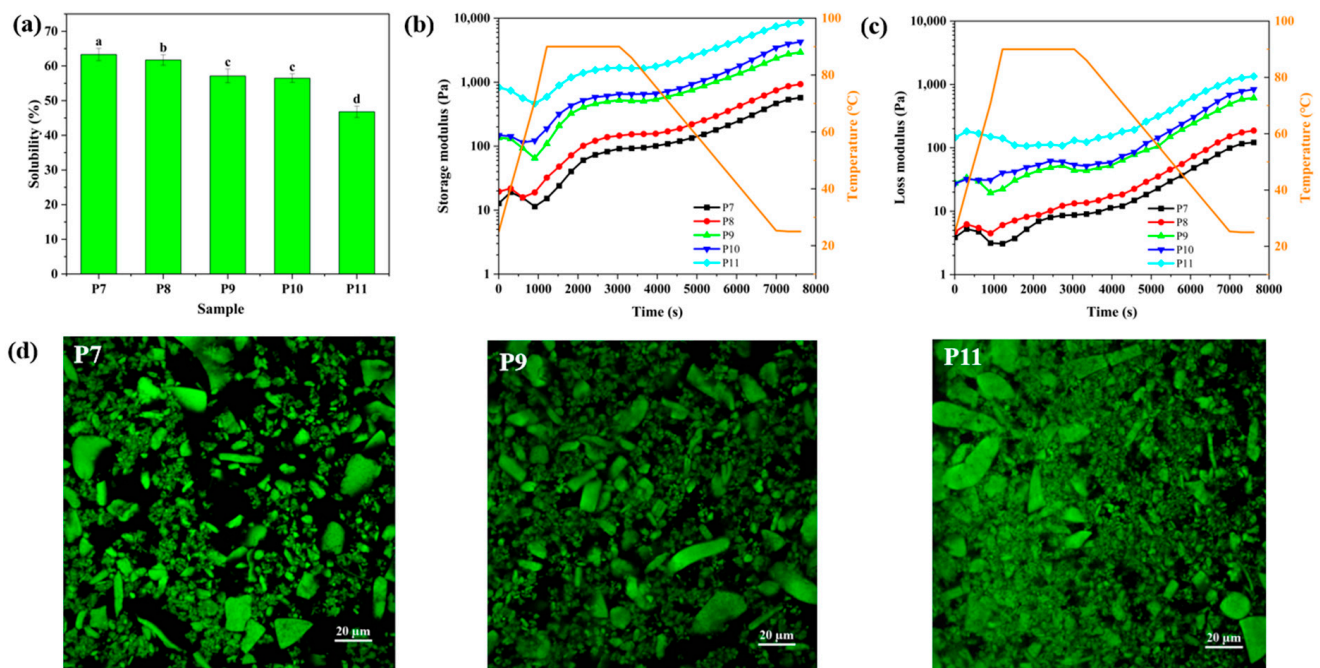 (a)
a
b
c
c
d
70
60
50
40
30
20
10
0
Solubility (%)
P7
P8
P9
P10
P11
Sample
(b)
10,000
1,000
100
10
1
Storage modulus (Pa)
100
80
60
40
20
Temperature (°C)
P7
P8
P9
P10
P11
0
1000
2000
3000
4000
5000
6000
7000
8000
Time (s)
(c)
10,000
1,000
100
10
1
Loss modulus (Pa)
100
80
60
40
20
Temperature (°C)
P7
P8
P9
P10
P11
0
1000
2000
3000
4000
5000
6000
7000
8000
Time (s)
(d)
P7
20 µm
P9
20 µm
P11
20 µm